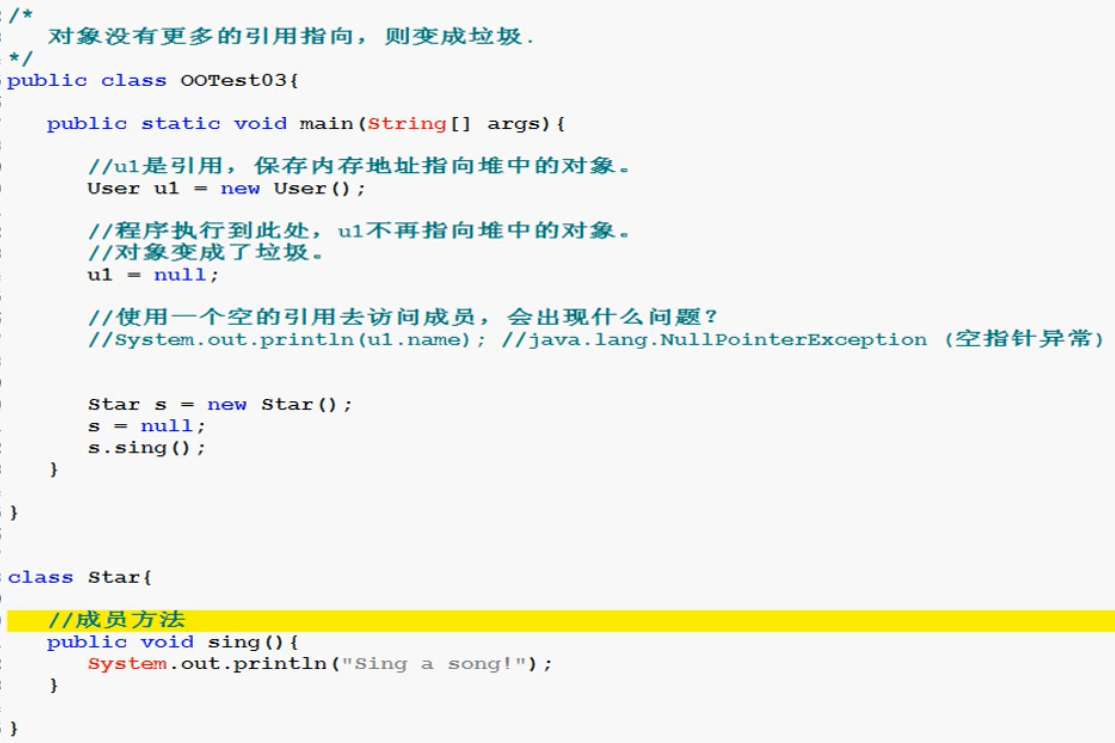 /*
对象没有更多的引用指向，则变成垃圾.
*/
public class OOTest03{
public static void main(String[] args){
//u1是引用，保存内存地址指向堆中的对象。
User u1 = new User();
//程序执行到此处，u1不再指向堆中的对象。
//对象变成了垃圾。
u1 = null;
//使用一个空的引用去访问成员，会出现什么问题？
//System.out.println(u1.name); //java.lang.NullPointerException (空指针异常)
Star s = new Star();
s = null;
s.sing();
}
}
class Star{
//成员方法
public void sing(){
System.out.println("Sing a song!");
}
}